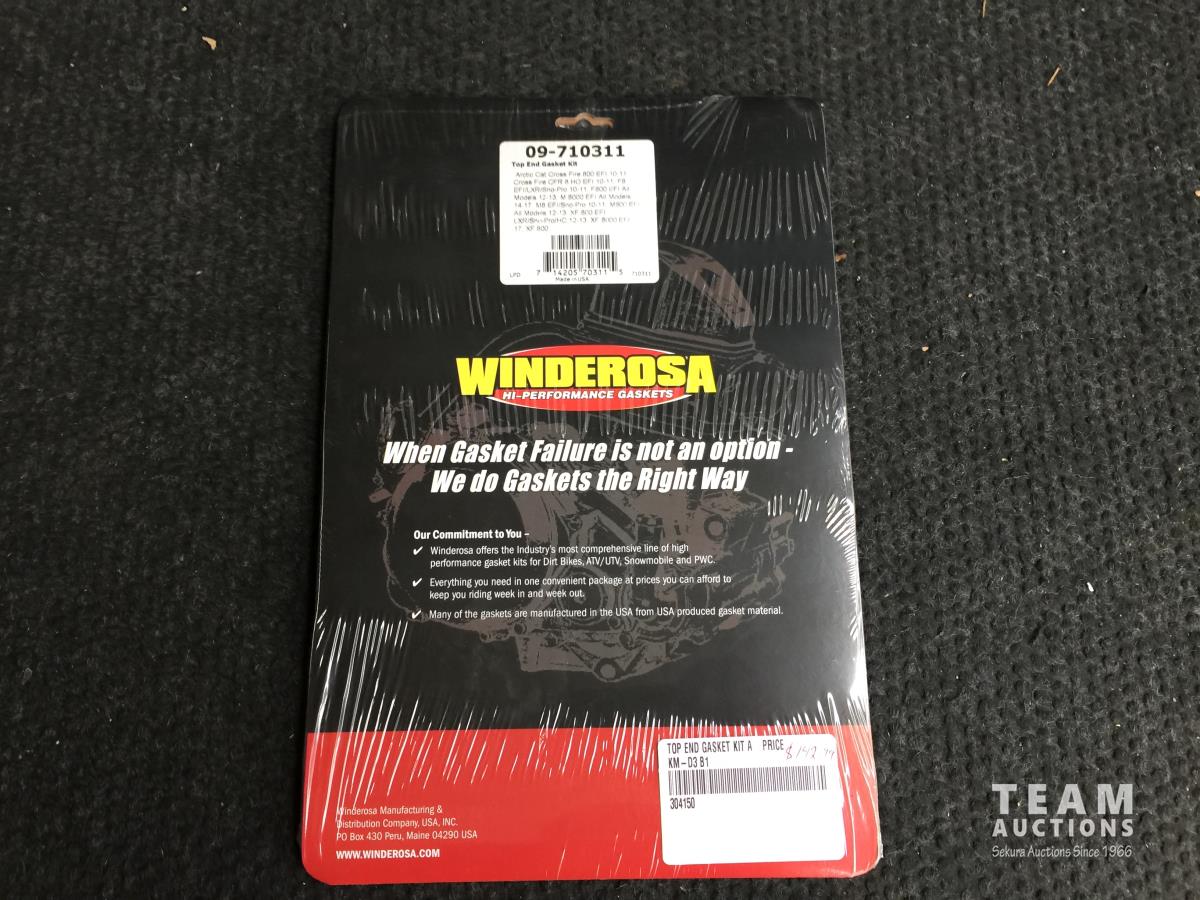 09-710311
Top End Gasket Kit
Arctic Cat Cross Fire 800 EFI 10-11,
Cross Fire CFR 8 HO EFI 10-11, F8
EFI/LXR/Sno-Pro 10-11, F800 EFI All
Models 12-13, M 8000 EFI All Models
14-17, M8 EFI/Sno-Pro 10-11, M800 EFI
All Models 12-13, XF 800 EFI
LXR/Sno-Pro/HC 12-13, XF 8000 EFI
17, XF 800
LPD 7 14205 70311 5 710311
Made in USA
WINDEROSA
HI-PERFORMANCE GASKETS
When Gasket Failure is not an option -
We do Gaskets the Right Way
Our Commitment to You –
✔ Winderosa offers the Industry's most comprehensive line of high
performance gasket kits for Dirt Bikes, ATV/UTV, Snowmobile and PWC.
✔ Everything you need in one convenient package at prices you can afford to
keep you riding week in and week out.
✔ Many of the gaskets are manufactured in the USA from USA produced gasket material.
TOP END GASKET KIT A PRICE $142 99
KM-D3 B1
304150
Winderosa Manufacturing &
Distribution Company, USA, INC.
PO Box 430 Peru, Maine 04290 USA
WWW.WINDEROSA.COM
TEAM
AUCTIONS
Sekura Auctions Since 1966